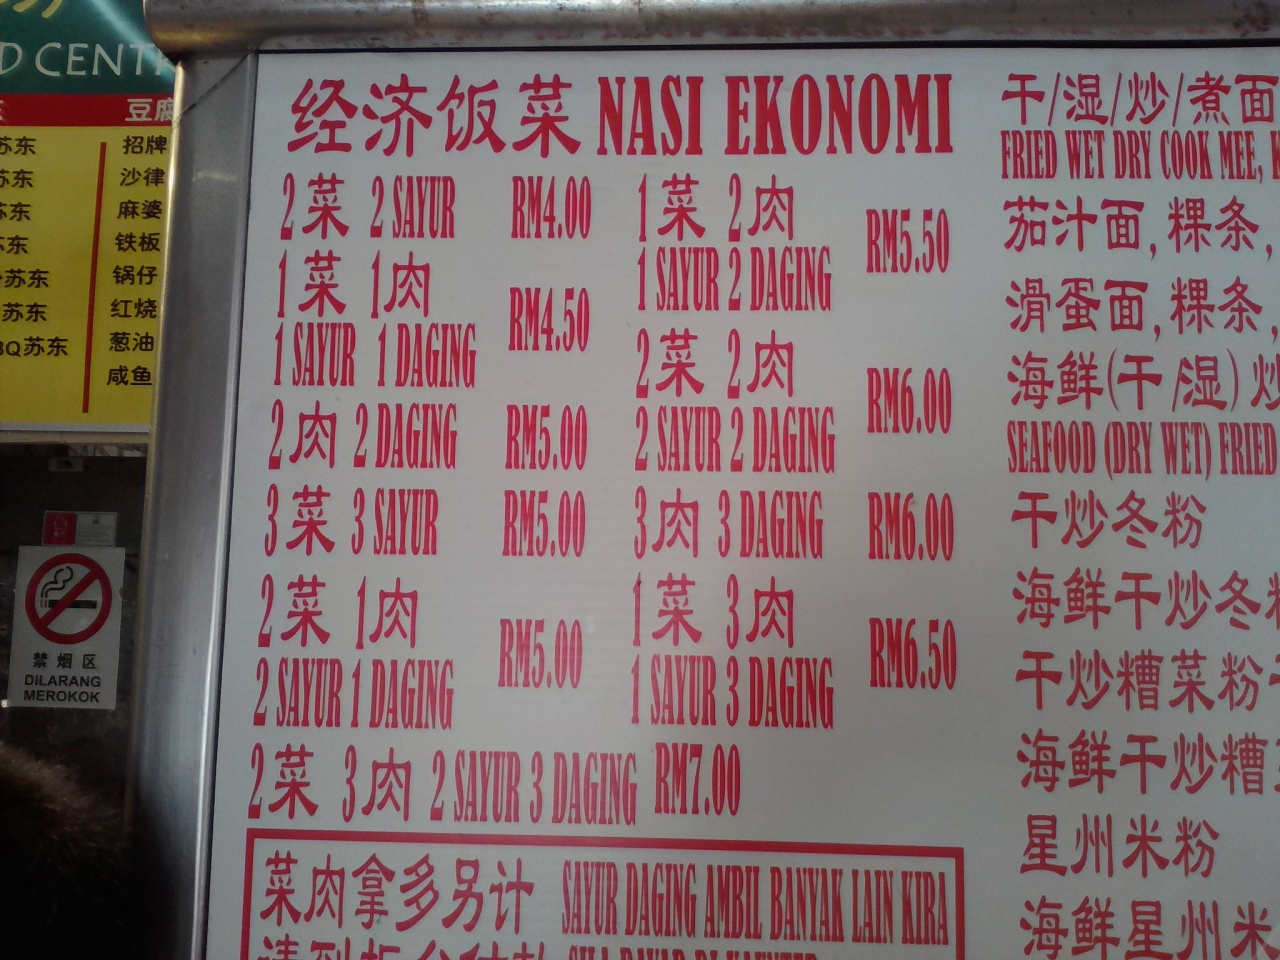 D CENT
豆腐
苏东
苏东
苏东
苏东
苏东
苏东
BQ苏东
招牌
沙律
麻婆
铁板
锅仔
红烧
葱油
咸鱼
禁烟区
DILARANG
MEROKOK
经济饭菜 NASI EKONOMI
2菜 2 SAYUR RM4.00
1菜 1肉
1 SAYUR 1 DAGING RM4.50
2肉 2 DAGING RM5.00
3菜 3 SAYUR RM5.00
2菜 1肉
2 SAYUR 1 DAGING RM5.00
1菜 2肉
1 SAYUR 2 DAGING RM5.50
2菜 2肉
2 SAYUR 2 DAGING RM6.00
3肉 3 DAGING RM6.00
1菜 3肉
1 SAYUR 3 DAGING RM6.50
2菜 3肉 2 SAYUR 3 DAGING RM7.00
菜肉拿多另计 SAYUR DAGING AMBIL BANYAK LAIN KIRA
干/湿/炒/煮面
FRIED WET DRY COOK MEE,
茄汁面,粿条,
滑蛋面,粿条,
海鲜(干/湿)炒
SEAFOOD (DRY WET) FRIED
干炒冬粉
海鲜干炒冬粉
干炒糟菜粉
海鲜干炒糟菜
星州米粉
海鲜星州米